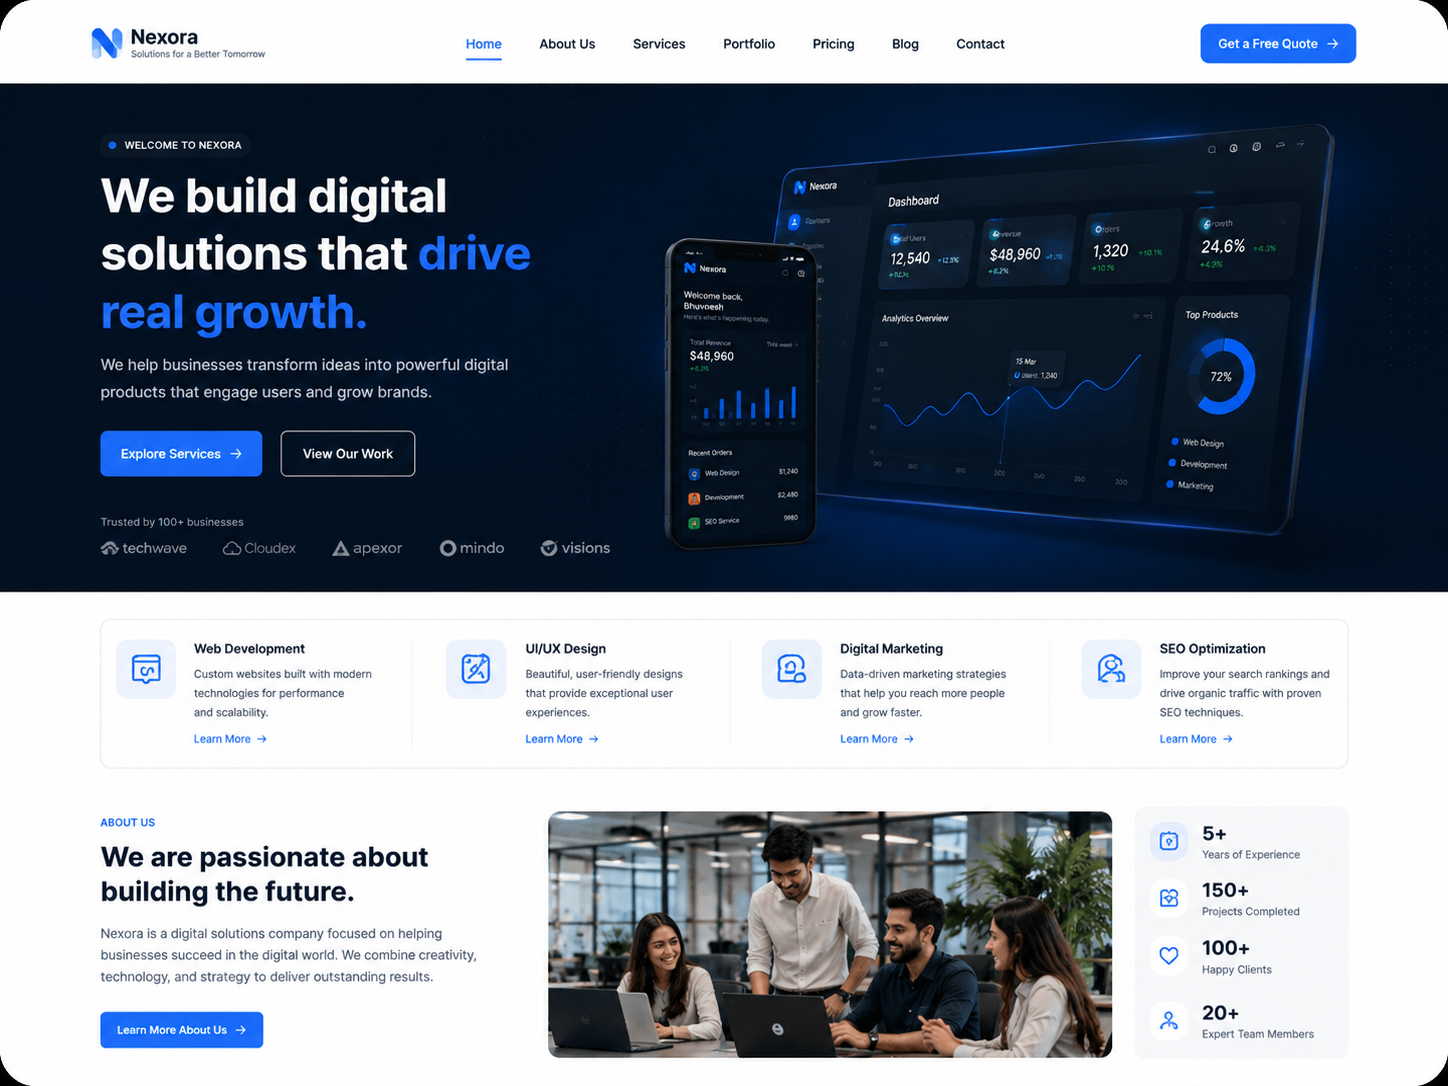 Nexora
Solutions for a Better Tomorrow
Home
About Us
Services
Portfolio
Pricing
Blog
Contact
Get a Free Quote
WELCOME TO NEXORA
We build digital
solutions that drive
real growth.
We help businesses transform ideas into powerful digital
products that engage users and grow brands.
Explore Services
View Our Work
Trusted by 100+ businesses
techwave
Cloudex
apexor
mindo
visions
Nexora
Welcome back,
Here's what's happening today.
Total Revenue
This week
$48,960
Recent Orders
Web Design
$1,240
Development
$2,480
SEO Service
Nexora
Dashboard
12,540
$48,960
1,320
24,6%
Analytics Overview
15 Mar
1,240
Top Products
72%
Web Design
Development
Marketing
Web Development
Custom websites built with modern
technologies for performance
and scalability.
Learn More
UI/UX Design
Beautiful, user-friendly designs
that provide exceptional user
experiences.
Learn More
Digital Marketing
Data-driven marketing strategies
that help you reach more people
and grow faster.
Learn More
SEO Optimization
Improve your search rankings and
drive organic traffic with proven
SEO techniques.
Learn More
ABOUT US
We are passionate about
building the future.
Nexora is a digital solutions company focused on helping
businesses succeed in the digital world. We combine creativity,
technology, and strategy to deliver outstanding results.
Learn More About Us
5+
Years of Experience
150+
Projects Completed
100+
Happy Clients
20+
Expert Team Members